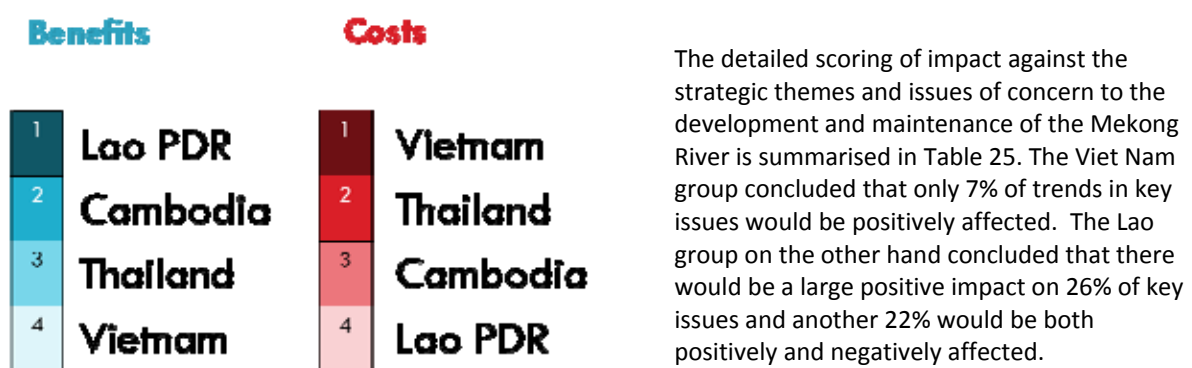 Benefits
1 Lao PDR
2 Cambodia
3 Thailand
4 Vietnam
Costs
1 Vietnam
2 Thailand
3 Cambodia
4 Lao PDR
The detailed scoring of impact against the
strategic themes and issues of concern to the
development and maintenance of the Mekong
River is summarised in Table 25. The Viet Nam
group concluded that only 7% of trends in key
issues would be positively affected.  The Lao
group on the other hand concluded that there
would be a large positive impact on 26% of key
issues and another 22% would be both
positively and negatively affected.